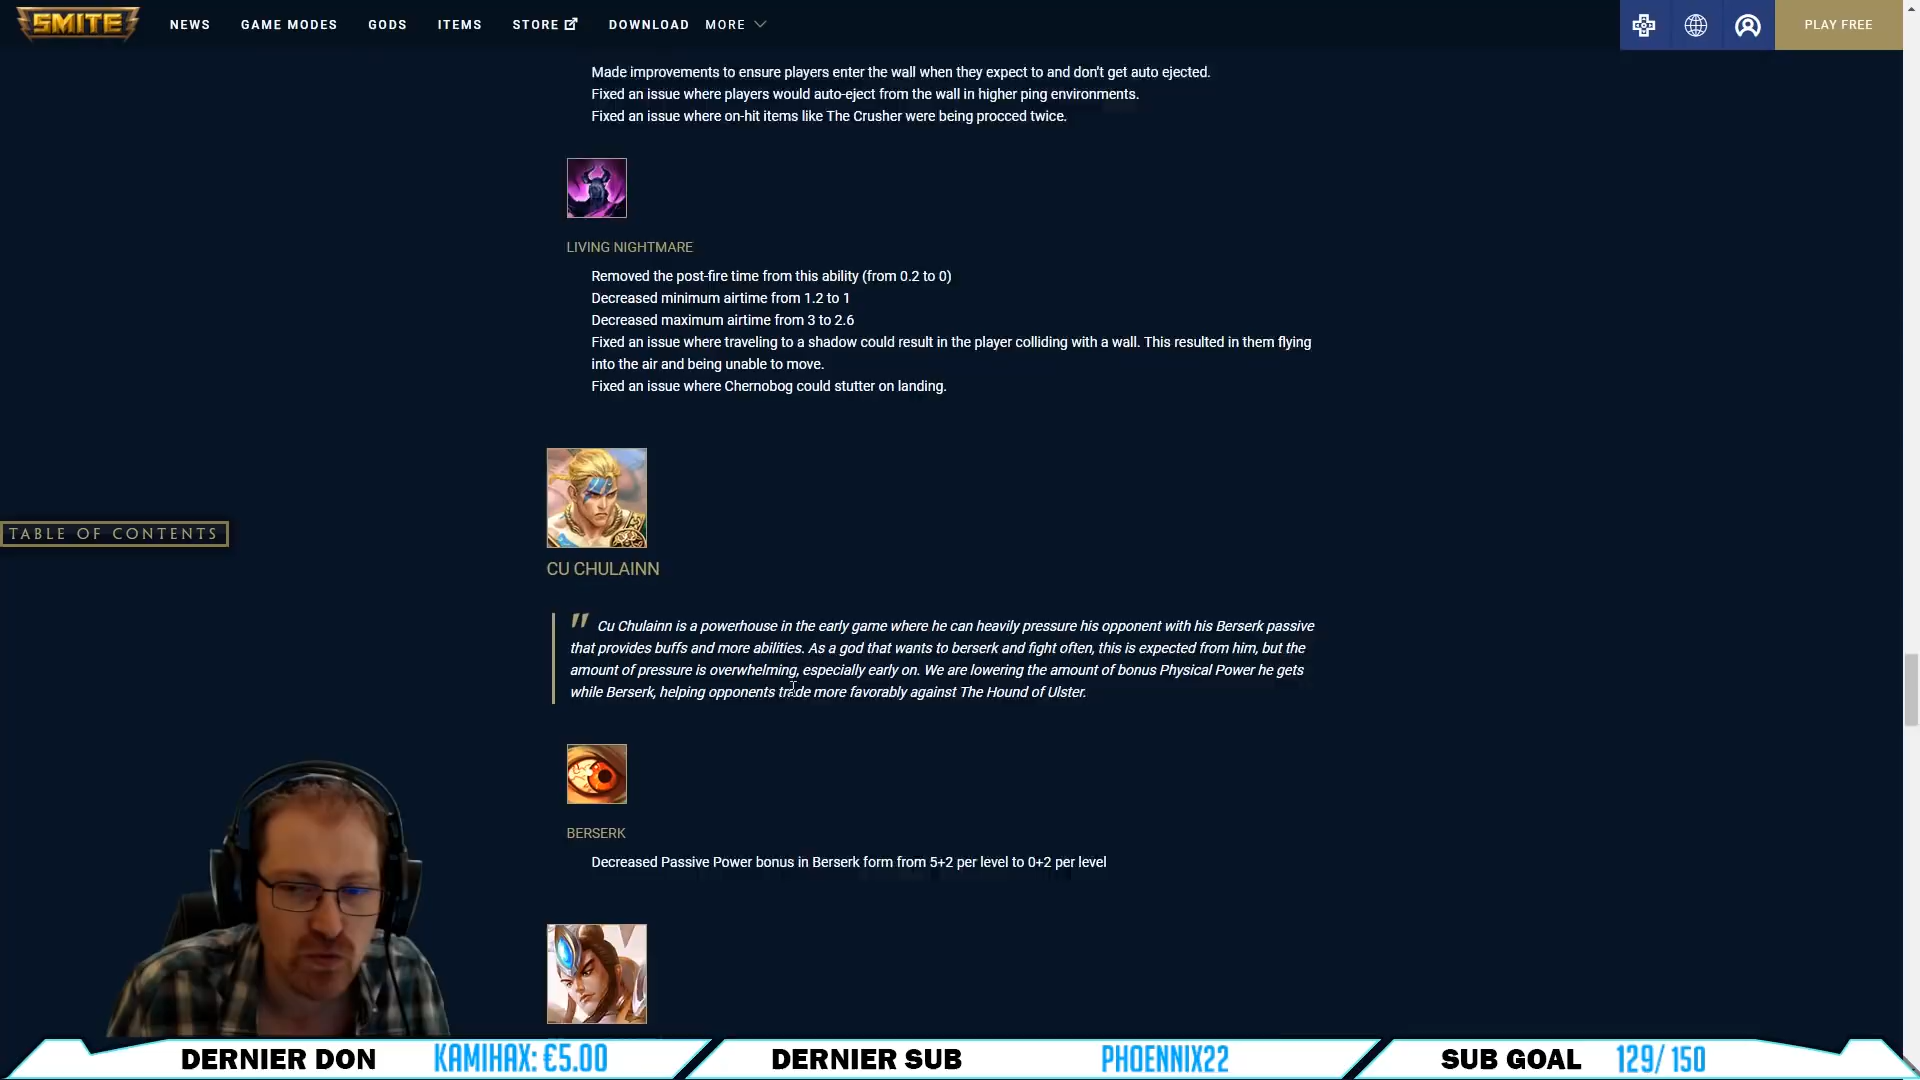 SMITE
NEWS GAME MODES GODS ITEMS STORE DOWNLOAD MORE PLAY FREE
Made improvements to ensure players enter the wall when they expect to and don't get auto ejected.
Fixed an issue where players would auto-eject from the wall in higher ping environments.
Fixed an issue where on-hit items like The Crusher were being procced twice.
LIVING NIGHTMARE
Removed the post-fire time from this ability (from 0.2 to 0)
Decreased minimum airtime from 1.2 to 1
Decreased maximum airtime from 3 to 2.6
Fixed an issue where traveling to a shadow could result in the player colliding with a wall. This resulted in them flying
into the air and being unable to move.
Fixed an issue where Chernobog could stutter on landing.
TABLE OF CONTENTS
CU CHULAINN
" Cu Chulainn is a powerhouse in the early game where he can heavily pressure his opponent with his Berserk passive
that provides buffs and more abilities. As a god that wants to berserk and fight often, this is expected from him, but the
amount of pressure is overwhelming, especially early on. We are lowering the amount of bonus Physical Power he gets
while Berserk, helping opponents trade more favorably against The Hound of Ulster.
BERSERK
Decreased Passive Power bonus in Berserk form from 5+2 per level to 0+2 per level
DERNIER DON KAMIHAX: €5.00 DERNIER SUB PHOENNIX22 SUB GOAL 129/150